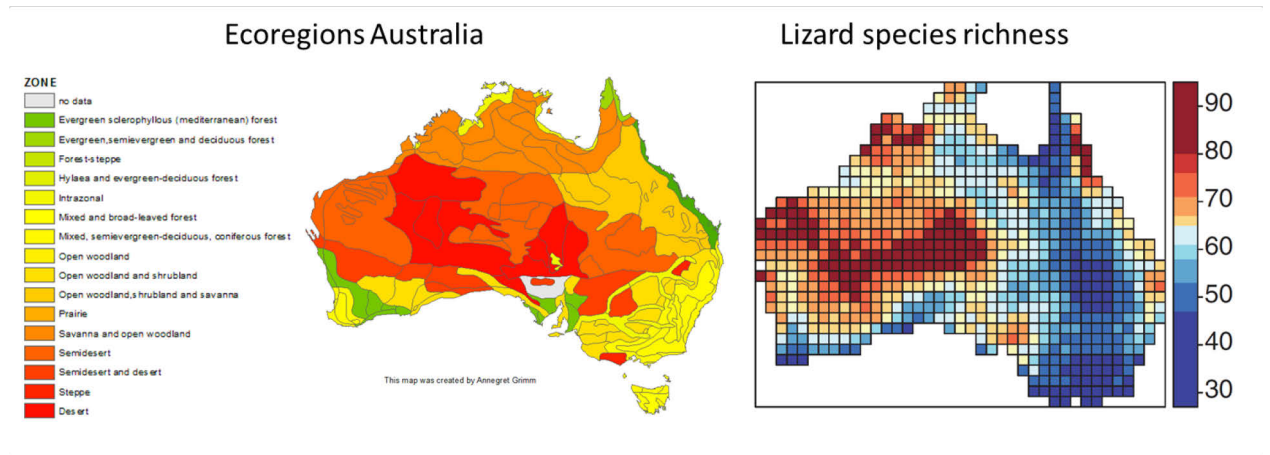 Ecoregions Australia
Lizard species richness
ZONE
no data
Evergreen sclerophyllous (mediterranean) forest
Evergreen,semievergreen and deciduous forest
Forest-steppe
Hylaea and evergreen-deciduous forest
Intrazonal
Mixed and broad-leaved forest
Mixed, semievergreen-deciduous, coniferous forest
Open woodland
Open woodland and shrubland
Open woodland,shrubland and savanna
Prairie
Savanna and open woodland
Semidesert
Semidesert and desert
Steppe
Desert
This map was created by Annegret Grimm
90
80
70
60
50
40
30